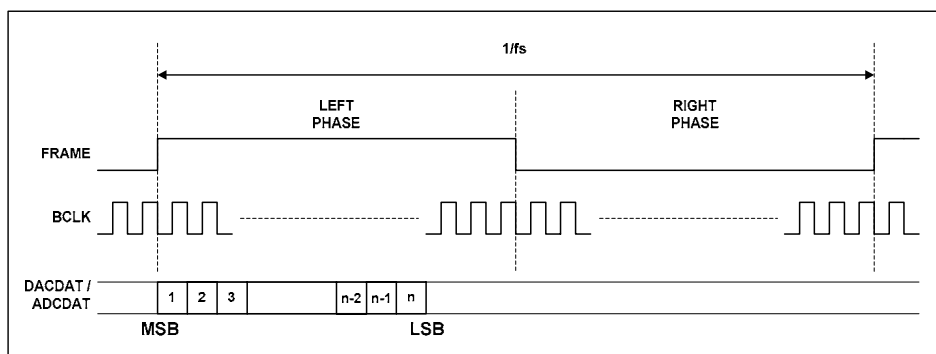 1/fs
LEFT
PHASE
RIGHT
PHASE
FRAME
BCLK
DACDAT /
ADCDAT
1 2 3 n-2 n-1 n
MSB LSB